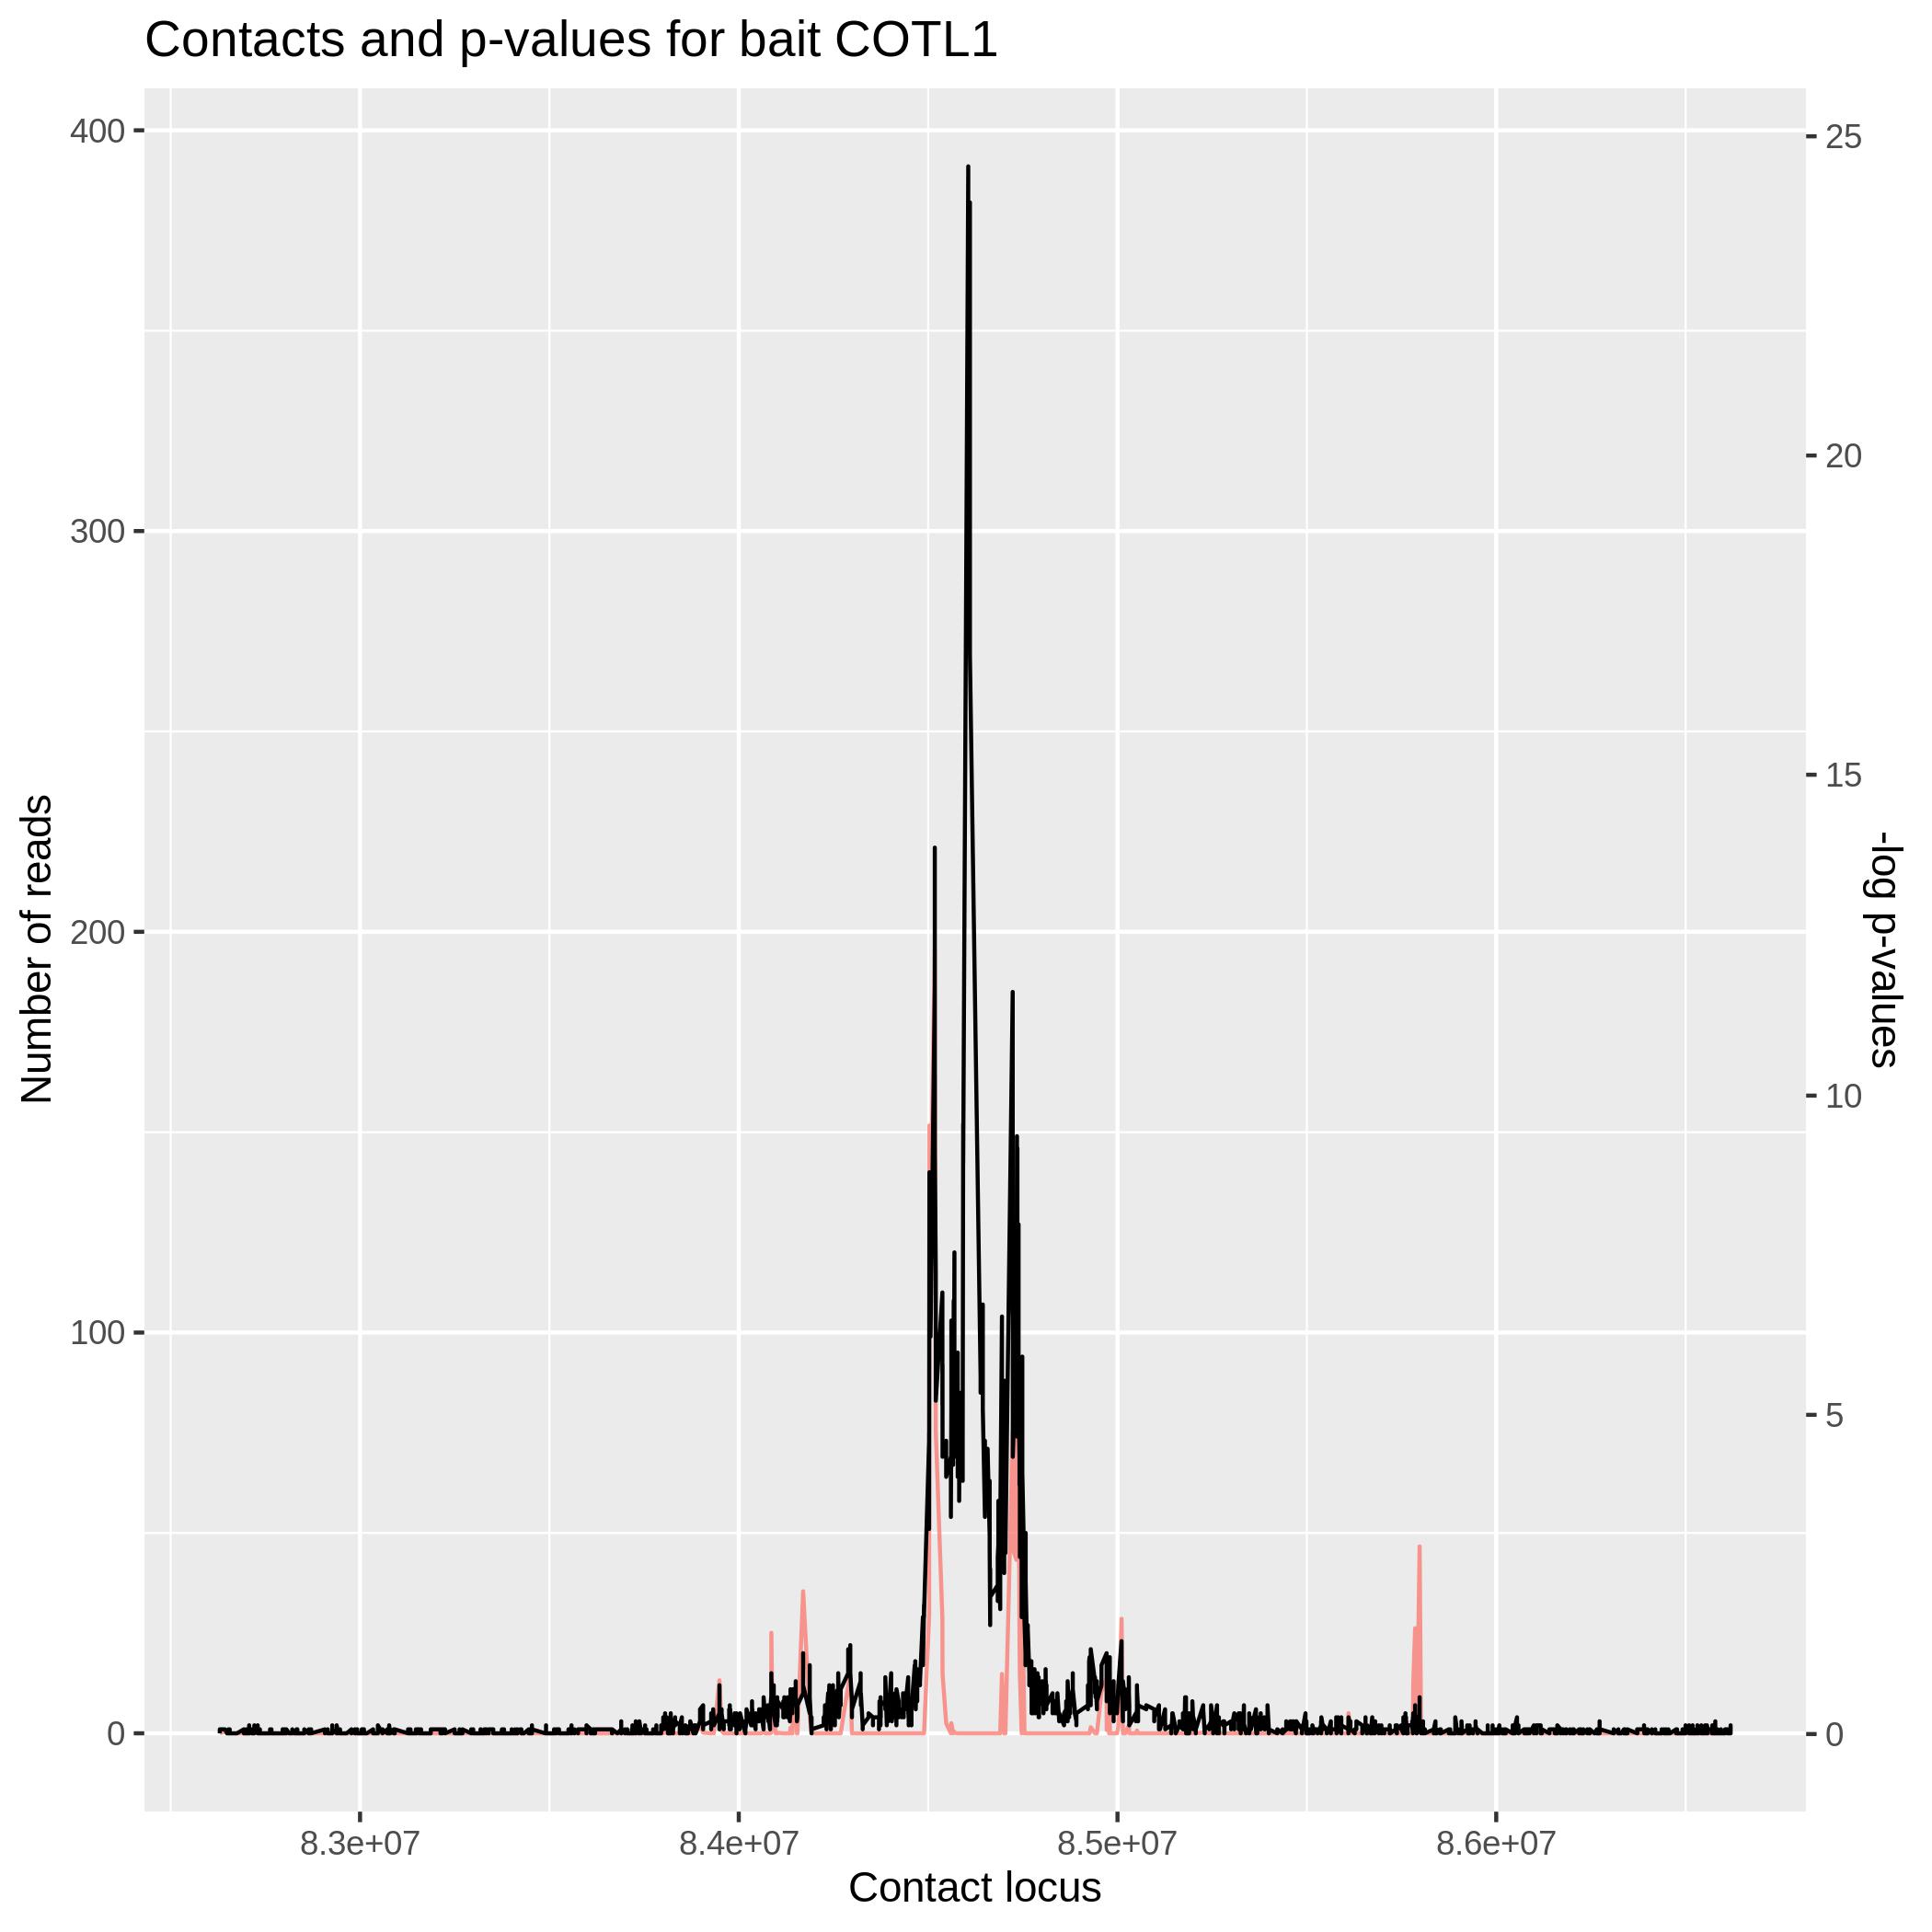 Contacts and p-values for bait COTL1
400
300
200
100
0
Number of reads
25
20
15
10
5
0
-log p-values
8.3e+07
8.4e+07
8.5e+07
8.6e+07
Contact locus